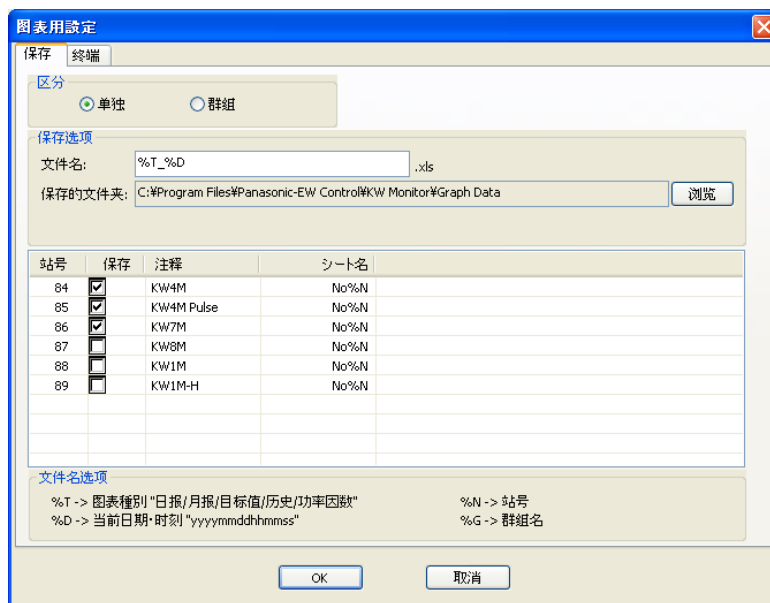 图表用設定
保存 终端
区分
单独 群组
保存选项
文件名: %T_%D .xls
保存的文件夹: C:¥Program Files¥Panasonic-EW Control¥KW Monitor¥Graph Data 浏览
站号 保存 注释 シート名
84 KW4M No%N
85 KW4M Pulse No%N
86 KW7M No%N
87 KW8M No%N
88 KW1M No%N
89 KW1M-H No%N
文件名选项
%T -> 图表種別 "日报/月报/目标值/历史/功率因数" %N -> 站号
%D -> 当前日期･时刻 "yyyymmddhhmmss" %G -> 群组名
OK 取消